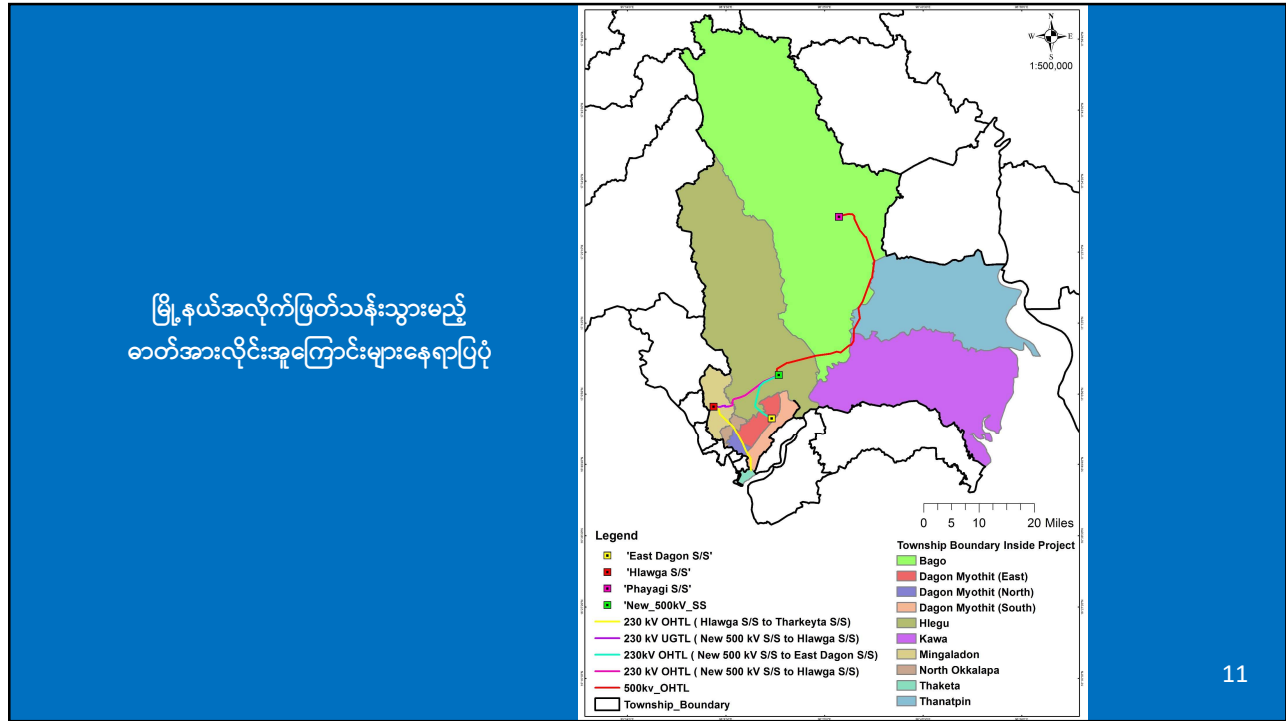 မြို့နယ်အလိုက်ဖြတ်သန်းသွားမည့်
ဓာတ်အားလိုင်းအူကြောင်းများနေရာပြပုံ
N
W E
S
1:500,000
0 5 10 20 Miles
Legend
'East Dagon S/S'
'Hlawga S/S'
'Phayagi S/S'
'New_500kV_SS
230 kV OHTL ( Hlawga S/S to Tharkeyta S/S)
230 kV UGTL ( New 500 kV S/S to Hlawga S/S)
230kV OHTL ( New 500 kV S/S to East Dagon S/S)
230 kV OHTL ( New 500 kV S/S to Hlawga S/S)
500kv_OHTL
Township_Boundary
Township Boundary Inside Project
Bago
Dagon Myothit (East)
Dagon Myothit (North)
Dagon Myothit (South)
Hlegu
Kawa
Mingaladon
North Okkalapa
Thaketa
Thanatpin
11